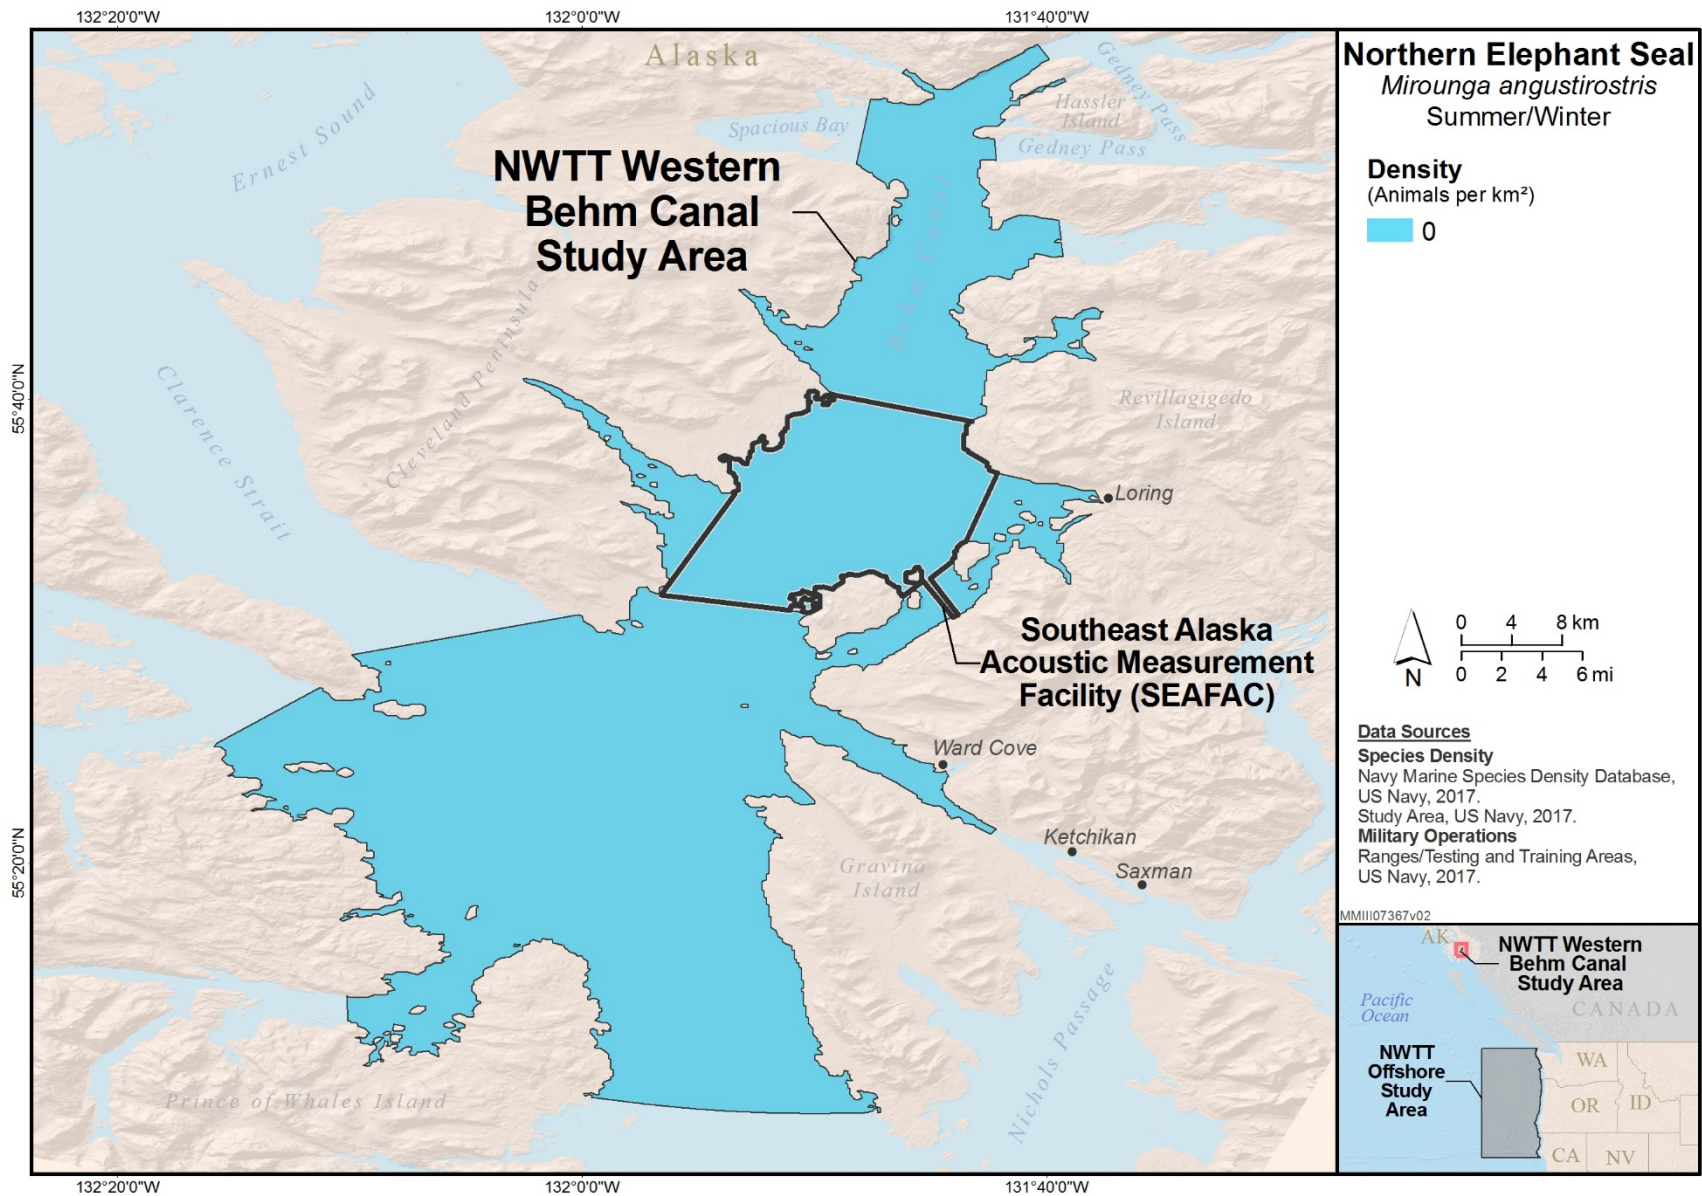 132°20'0"W
132°0'0"W
131°40'0"W
Alaska
Ernest Sound
Spacious Bay
Gedney Pass
Hassler
Island
Gedney Pass
NWTT Western
Behm Canal
Study Area
Behm Canal
Cleveland Peninsula
Clarence Strait
55°40'0"N
Revillagigedo
Island
Loring
Southeast Alaska
Acoustic Measurement
Facility (SEAFAC)
Ward Cove
Ketchikan
Saxman
55°20'0"N
Gravina
Island
Nichols Passage
Prince of Whales Island
132°20'0"W
132°0'0"W
131°40'0"W
Northern Elephant Seal
Mirounga angustirostris
Summer/Winter
Density
(Animals per km²)
0
N
0 4 8 km
0 2 4 6 mi
Data Sources
Species Density
Navy Marine Species Density Database,
US Navy, 2017.
Study Area, US Navy, 2017.
Military Operations
Ranges/Testing and Training Areas,
US Navy, 2017.
MMIII07367v02
AK
NWTT Western
Behm Canal
Study Area
Pacific
Ocean
CANADA
NWTT
Offshore
Study
Area
WA
OR
ID
CA
NV